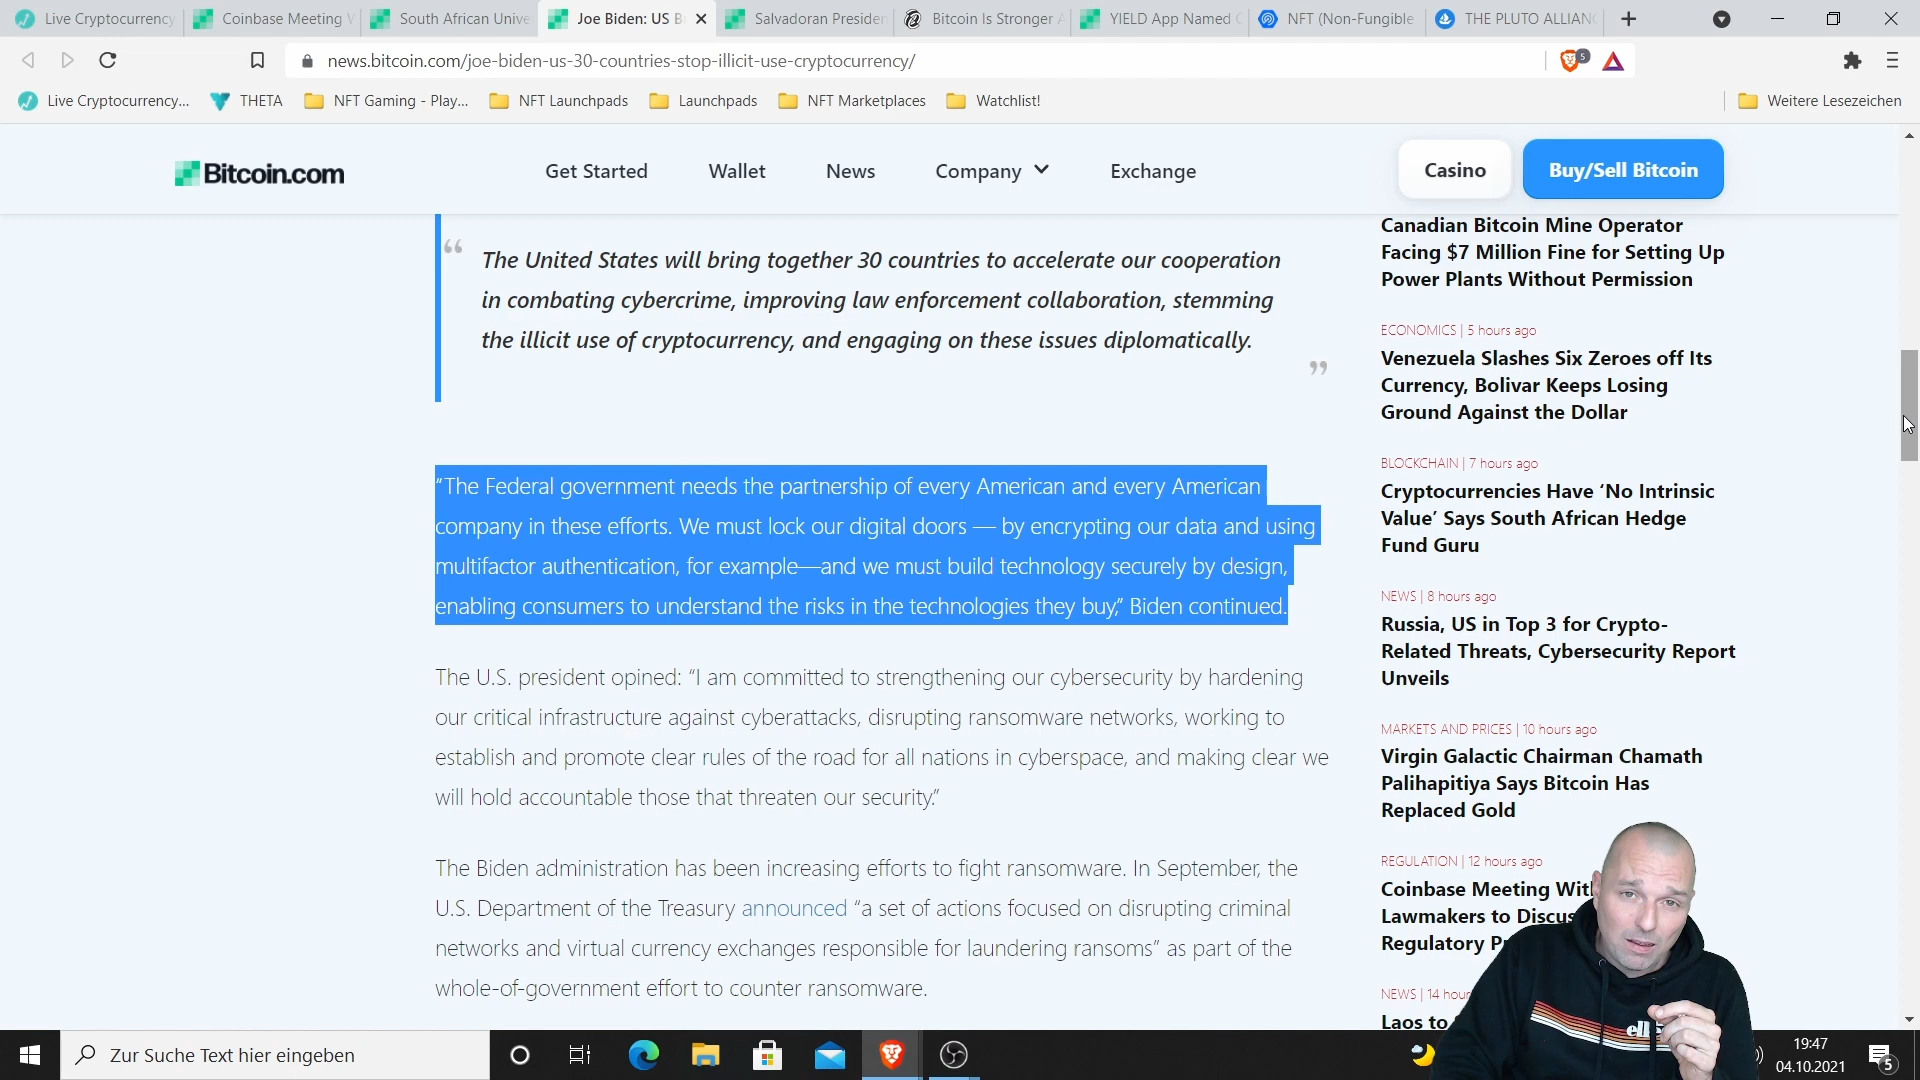 Live Cryptocurrency
Coinbase Meeting
South African Unive
Joe Biden: US B
Salvadoran Presiden
Bitcoin Is Stronger
YIELD App Named
NFT (Non-Fungible
THE PLUTO ALLIAN
news.bitcoin.com/joe-biden-us-30-countries-stop-illicit-use-cryptocurrency/
5
Live Cryptocurrency...
THETA
NFT Gaming - Play...
NFT Launchpads
Launchpads
NFT Marketplaces
Watchlist!
Weitere Lesezeichen
Bitcoin.com
Get Started
Wallet
News
Company
Exchange
Casino
Buy/Sell Bitcoin
“
The United States will bring together 30 countries to accelerate our cooperation
in combating cybercrime, improving law enforcement collaboration, stemming
the illicit use of cryptocurrency, and engaging on these issues diplomatically.
”
“The Federal government needs the partnership of every American and every American
company in these efforts. We must lock our digital doors — by encrypting our data and using
multifactor authentication, for example—and we must build technology securely by design,
enabling consumers to understand the risks in the technologies they buy,” Biden continued.
The U.S. president opined: “I am committed to strengthening our cybersecurity by hardening
our critical infrastructure against cyberattacks, disrupting ransomware networks, working to
establish and promote clear rules of the road for all nations in cyberspace, and making clear we
will hold accountable those that threaten our security.”
The Biden administration has been increasing efforts to fight ransomware. In September, the
U.S. Department of the Treasury announced “a set of actions focused on disrupting criminal
networks and virtual currency exchanges responsible for laundering ransoms” as part of the
whole-of-government effort to counter ransomware.
Canadian Bitcoin Mine Operator
Facing $7 Million Fine for Setting Up
Power Plants Without Permission
ECONOMICS | 5 hours ago
Venezuela Slashes Six Zeroes off Its
Currency, Bolivar Keeps Losing
Ground Against the Dollar
BLOCKCHAIN | 7 hours ago
Cryptocurrencies Have ‘No Intrinsic
Value’ Says South African Hedge
Fund Guru
NEWS | 8 hours ago
Russia, US in Top 3 for Crypto-
Related Threats, Cybersecurity Report
Unveils
MARKETS AND PRICES | 10 hours ago
Virgin Galactic Chairman Chamath
Palihapitiya Says Bitcoin Has
Replaced Gold
REGULATION | 12 hours ago
Coinbase Meeting Wit
Lawmakers to Discus
Regulatory P
NEWS | 14 hour
Laos to
Zur Suche Text hier eingeben
19:47
04.10.2021
5